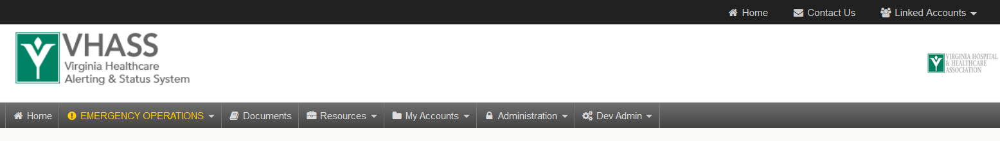 Home Contact Us Linked Accounts
VHASS
Virginia Healthcare
Alerting & Status System
VIRGINIA HOSPITAL
& HEALTHCARE
ASSOCIATION
Home EMERGENCY OPERATIONS Documents Resources My Accounts Administration Dev Admin